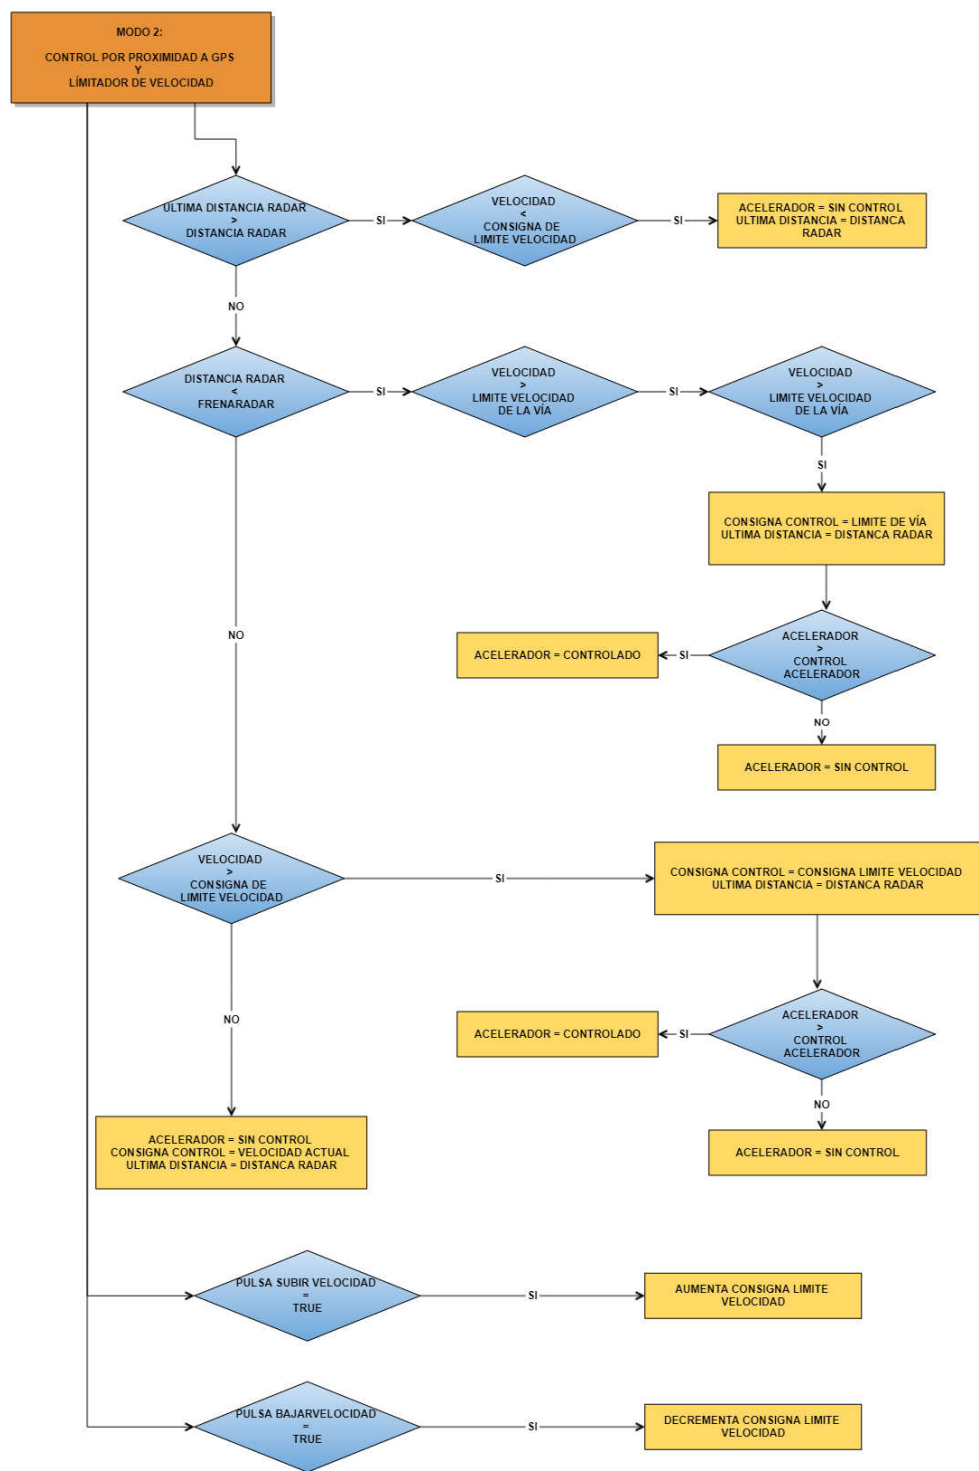 MODO 2:
CONTROL POR PROXIMIDAD A GPS
Y
LÍMITADOR DE VELOCIDAD
ULTIMA DISTANCIA RADAR
>
DISTANCIA RADAR
SI
VELOCIDAD
<
CONSIGNA DE
LIMITE VELOCIDAD
SI
ACELERADOR = SIN CONTROL
ULTIMA DISTANCIA = DISTANCA
RADAR
NO
DISTANCIA RADAR
<
FRENARADAR
SI
VELOCIDAD
>
LIMITE VELOCIDAD
DE LA VÍA
SI
VELOCIDAD
>
LIMITE VELOCIDAD
DE LA VÍA
SI
CONSIGNA CONTROL = LIMITE DE VÍA
ULTIMA DISTANCIA = DISTANCA RADAR
NO
ACELERADOR
>
CONTROL
ACELERADOR
SI
ACELERADOR = CONTROLADO
NO
ACELERADOR = SIN CONTROL
VELOCIDAD
>
CONSIGNA DE
LIMITE VELOCIDAD
SI
CONSIGNA CONTROL = CONSIGNA LIMITE VELOCIDAD
ULTIMA DISTANCIA = DISTANCA RADAR
NO
ACELERADOR
>
CONTROL
ACELERADOR
SI
ACELERADOR = CONTROLADO
NO
ACELERADOR = SIN CONTROL
ACELERADOR = SIN CONTROL
CONSIGNA CONTROL = VELOCIDAD ACTUAL
ULTIMA DISTANCIA = DISTANCA RADAR
PULSA SUBIR VELOCIDAD
=
TRUE
SI
AUMENTA CONSIGNA LIMITE
VELOCIDAD
PULSA BAJARVELOCIDAD
=
TRUE
SI
DECREMENTA CONSIGNA LIMITE
VELOCIDAD